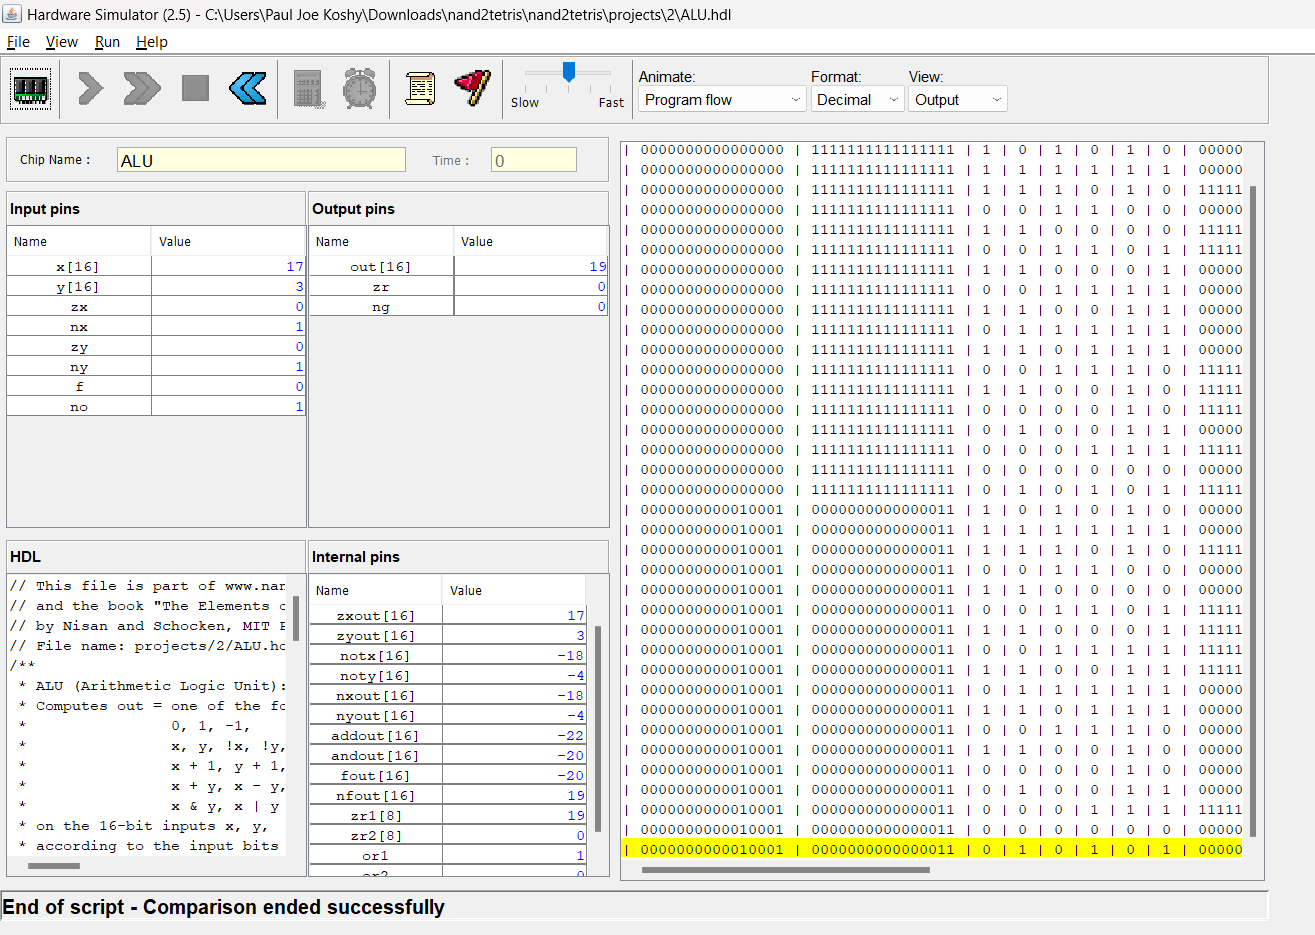 Hardware Simulator (2.5) - C:\Users\Paul Joe Koshy\Downloads\nand2tetris\nand2tetris\projects\2\ALU.hdl
File View Run Help
Slow Fast
Animate: Format: View:
Program flow Decimal Output
Chip Name : ALU Time : 0
Input pins
Name Value
x[16] 17
y[16] 3
zx 0
nx 1
zy 0
ny 1
f 0
no 1
Output pins
Name Value
out[16] 19
zr 0
ng 0
HDL
// This file is part of www.nan
// and the book "The Elements o
// by Nisan and Schocken, MIT P
// File name: projects/2/ALU.hd
/**
* ALU (Arithmetic Logic Unit):
* Computes out = one of the fo
* 0, 1, -1,
* x, y, !x, !y,
* x + 1, y + 1,
* x + y, x - y,
* x & y, x | y
* on the 16-bit inputs x, y,
* according to the input bits
Internal pins
Name Value
zxout[16] 17
zyout[16] 3
notx[16] -18
noty[16] -4
nxout[16] -18
nyout[16] -4
addout[16] -22
andout[16] -20
fout[16] -20
nfout[16] 19
zr1[8] 19
zr2[8] 0
or1 1
or2 0
| 0000000000000000 | 1111111111111111 | 1 | 0 | 1 | 0 | 1 | 0 | 00000
| 0000000000000000 | 1111111111111111 | 1 | 1 | 1 | 1 | 1 | 1 | 00000
| 0000000000000000 | 1111111111111111 | 1 | 1 | 1 | 0 | 1 | 0 | 11111
| 0000000000000000 | 1111111111111111 | 0 | 0 | 1 | 1 | 0 | 0 | 00000
| 0000000000000000 | 1111111111111111 | 1 | 1 | 0 | 0 | 0 | 0 | 11111
| 0000000000000000 | 1111111111111111 | 0 | 0 | 1 | 1 | 0 | 1 | 11111
| 0000000000000000 | 1111111111111111 | 1 | 1 | 0 | 0 | 0 | 1 | 00000
| 0000000000000000 | 1111111111111111 | 0 | 0 | 1 | 1 | 1 | 1 | 00000
| 0000000000000000 | 1111111111111111 | 1 | 1 | 0 | 0 | 1 | 1 | 00000
| 0000000000000000 | 1111111111111111 | 0 | 1 | 1 | 1 | 1 | 1 | 00000
| 0000000000000000 | 1111111111111111 | 1 | 1 | 0 | 1 | 1 | 1 | 00000
| 0000000000000000 | 1111111111111111 | 0 | 0 | 1 | 1 | 1 | 0 | 11111
| 0000000000000000 | 1111111111111111 | 1 | 1 | 0 | 0 | 1 | 0 | 11111
| 0000000000000000 | 1111111111111111 | 0 | 0 | 0 | 0 | 1 | 0 | 11111
| 0000000000000000 | 1111111111111111 | 0 | 1 | 0 | 0 | 1 | 1 | 00000
| 0000000000000000 | 1111111111111111 | 0 | 0 | 0 | 1 | 1 | 1 | 11111
| 0000000000000000 | 1111111111111111 | 0 | 0 | 0 | 0 | 0 | 0 | 00000
| 0000000000000000 | 1111111111111111 | 0 | 1 | 0 | 1 | 0 | 1 | 11111
| 0000000000010001 | 0000000000000011 | 1 | 0 | 1 | 0 | 1 | 0 | 00000
| 0000000000010001 | 0000000000000011 | 1 | 1 | 1 | 1 | 1 | 1 | 00000
| 0000000000010001 | 0000000000000011 | 1 | 1 | 1 | 0 | 1 | 0 | 11111
| 0000000000010001 | 0000000000000011 | 0 | 0 | 1 | 1 | 0 | 0 | 00000
| 0000000000010001 | 0000000000000011 | 1 | 1 | 0 | 0 | 0 | 0 | 00000
| 0000000000010001 | 0000000000000011 | 0 | 0 | 1 | 1 | 0 | 1 | 11111
| 0000000000010001 | 0000000000000011 | 1 | 1 | 0 | 0 | 0 | 1 | 11111
| 0000000000010001 | 0000000000000011 | 0 | 0 | 1 | 1 | 1 | 1 | 11111
| 0000000000010001 | 0000000000000011 | 1 | 1 | 0 | 0 | 1 | 1 | 11111
| 0000000000010001 | 0000000000000011 | 0 | 1 | 1 | 1 | 1 | 1 | 00000
| 0000000000010001 | 0000000000000011 | 1 | 1 | 0 | 1 | 1 | 1 | 00000
| 0000000000010001 | 0000000000000011 | 0 | 0 | 1 | 1 | 1 | 0 | 00000
| 0000000000010001 | 0000000000000011 | 1 | 1 | 0 | 0 | 1 | 0 | 00000
| 0000000000010001 | 0000000000000011 | 0 | 0 | 0 | 0 | 1 | 0 | 00000
| 0000000000010001 | 0000000000000011 | 0 | 1 | 0 | 0 | 1 | 1 | 00000
| 0000000000010001 | 0000000000000011 | 0 | 0 | 0 | 1 | 1 | 1 | 11111
| 0000000000010001 | 0000000000000011 | 0 | 0 | 0 | 0 | 0 | 0 | 00000
| 0000000000010001 | 0000000000000011 | 0 | 1 | 0 | 1 | 0 | 1 | 00000
End of script - Comparison ended successfully